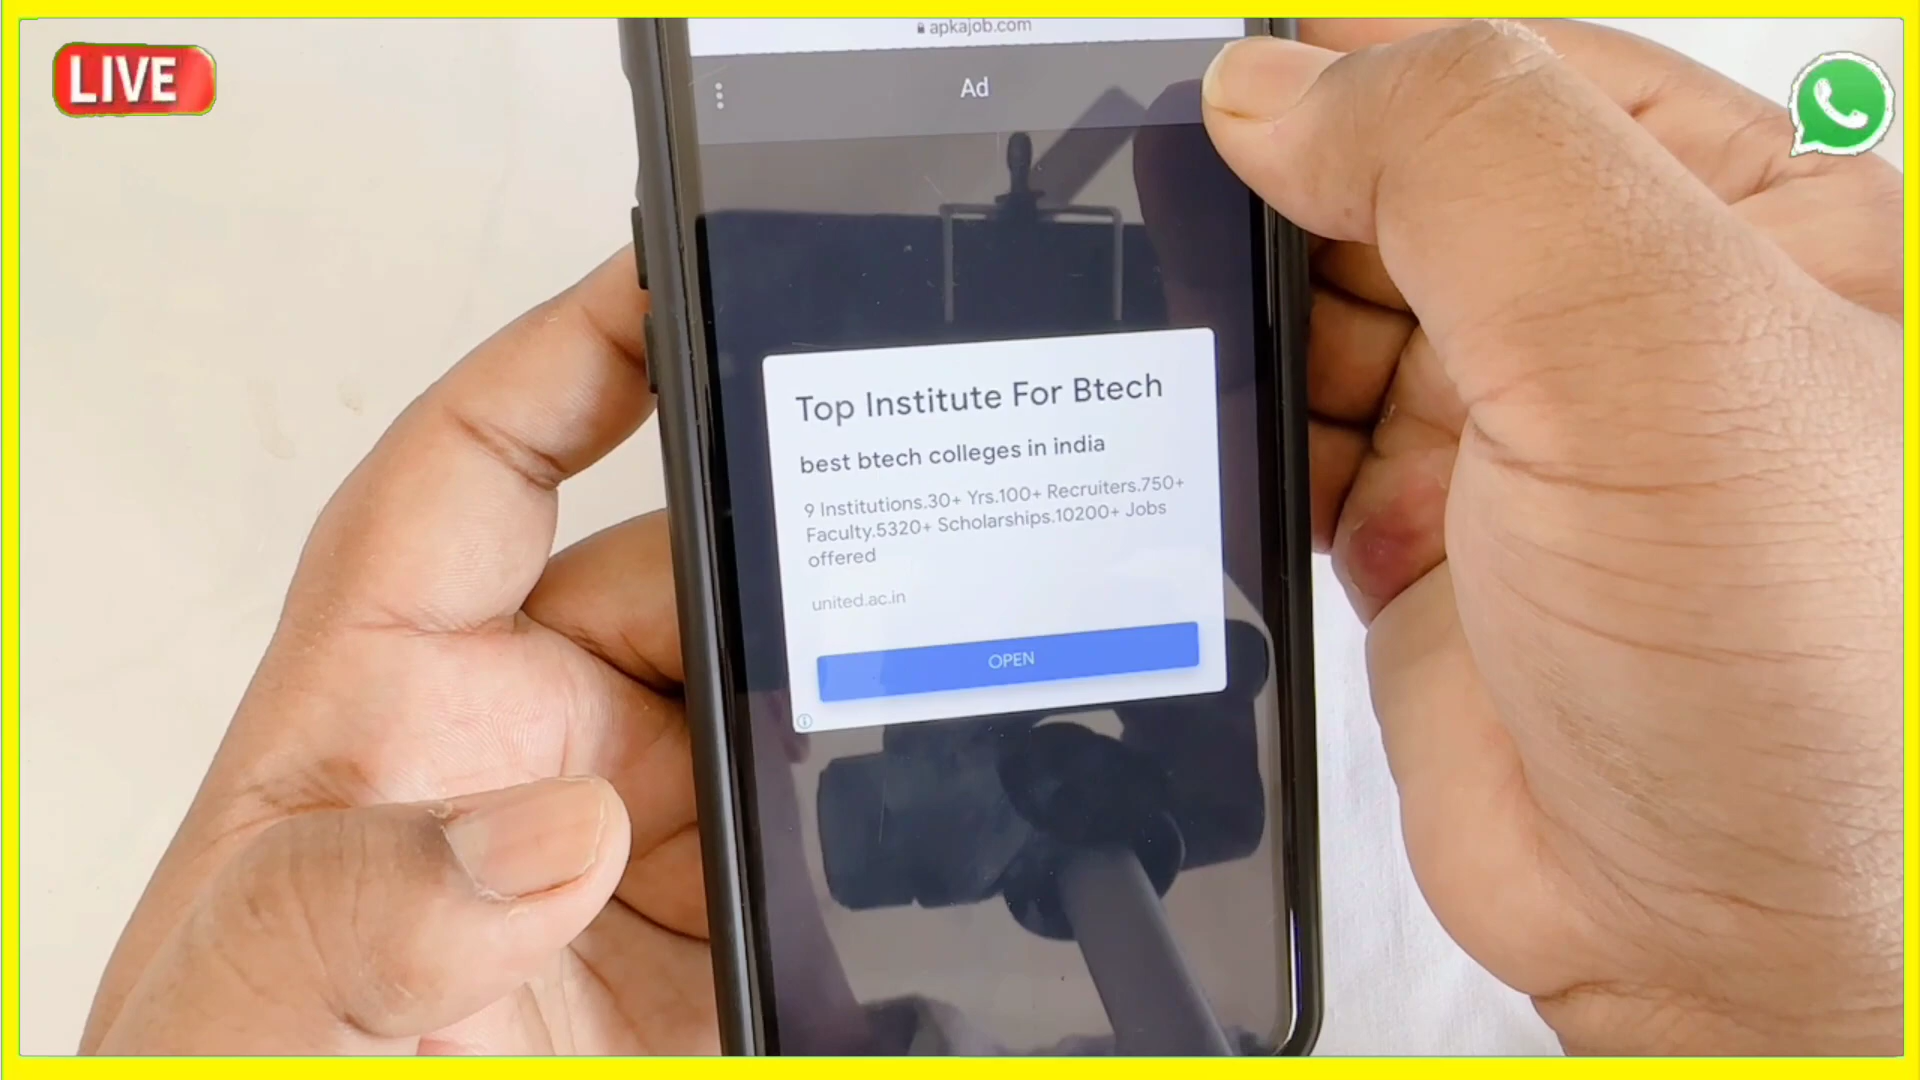 apkajob.com
LIVE
Ad
Top Institute For Btech
best btech colleges in india
9 Institutions.30+ Yrs.100+ Recruiters.750+
Faculty.5320+ Scholarships.10200+ Jobs
offered
united.ac.in
OPEN